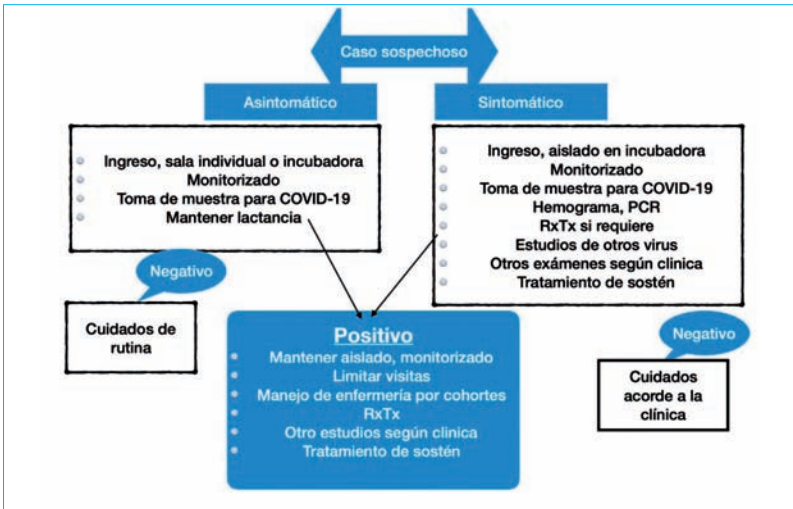 Caso sospechoso
Asintomático
Ingreso, sala individual o incubadora
Monitorizado
Toma de muestra para COVID-19
Mantener lactancia
Sintomático
Ingreso, aislado en incubadora
Monitorizado
Toma de muestra para COVID-19
Hemograma, PCR
RxTx si requiere
Estudios de otros virus
Otros exámenes según clinica
Tratamiento de sostén
Negativo
Cuidados de
rutina
Positivo
Mantener aislado, monitorizado
Limitar visitas
Manejo de enfermería por cohortes
RxTx
Otro estudios según clinica
Tratamiento de sostén
Negativo
Cuidados
acorde a la
clínica